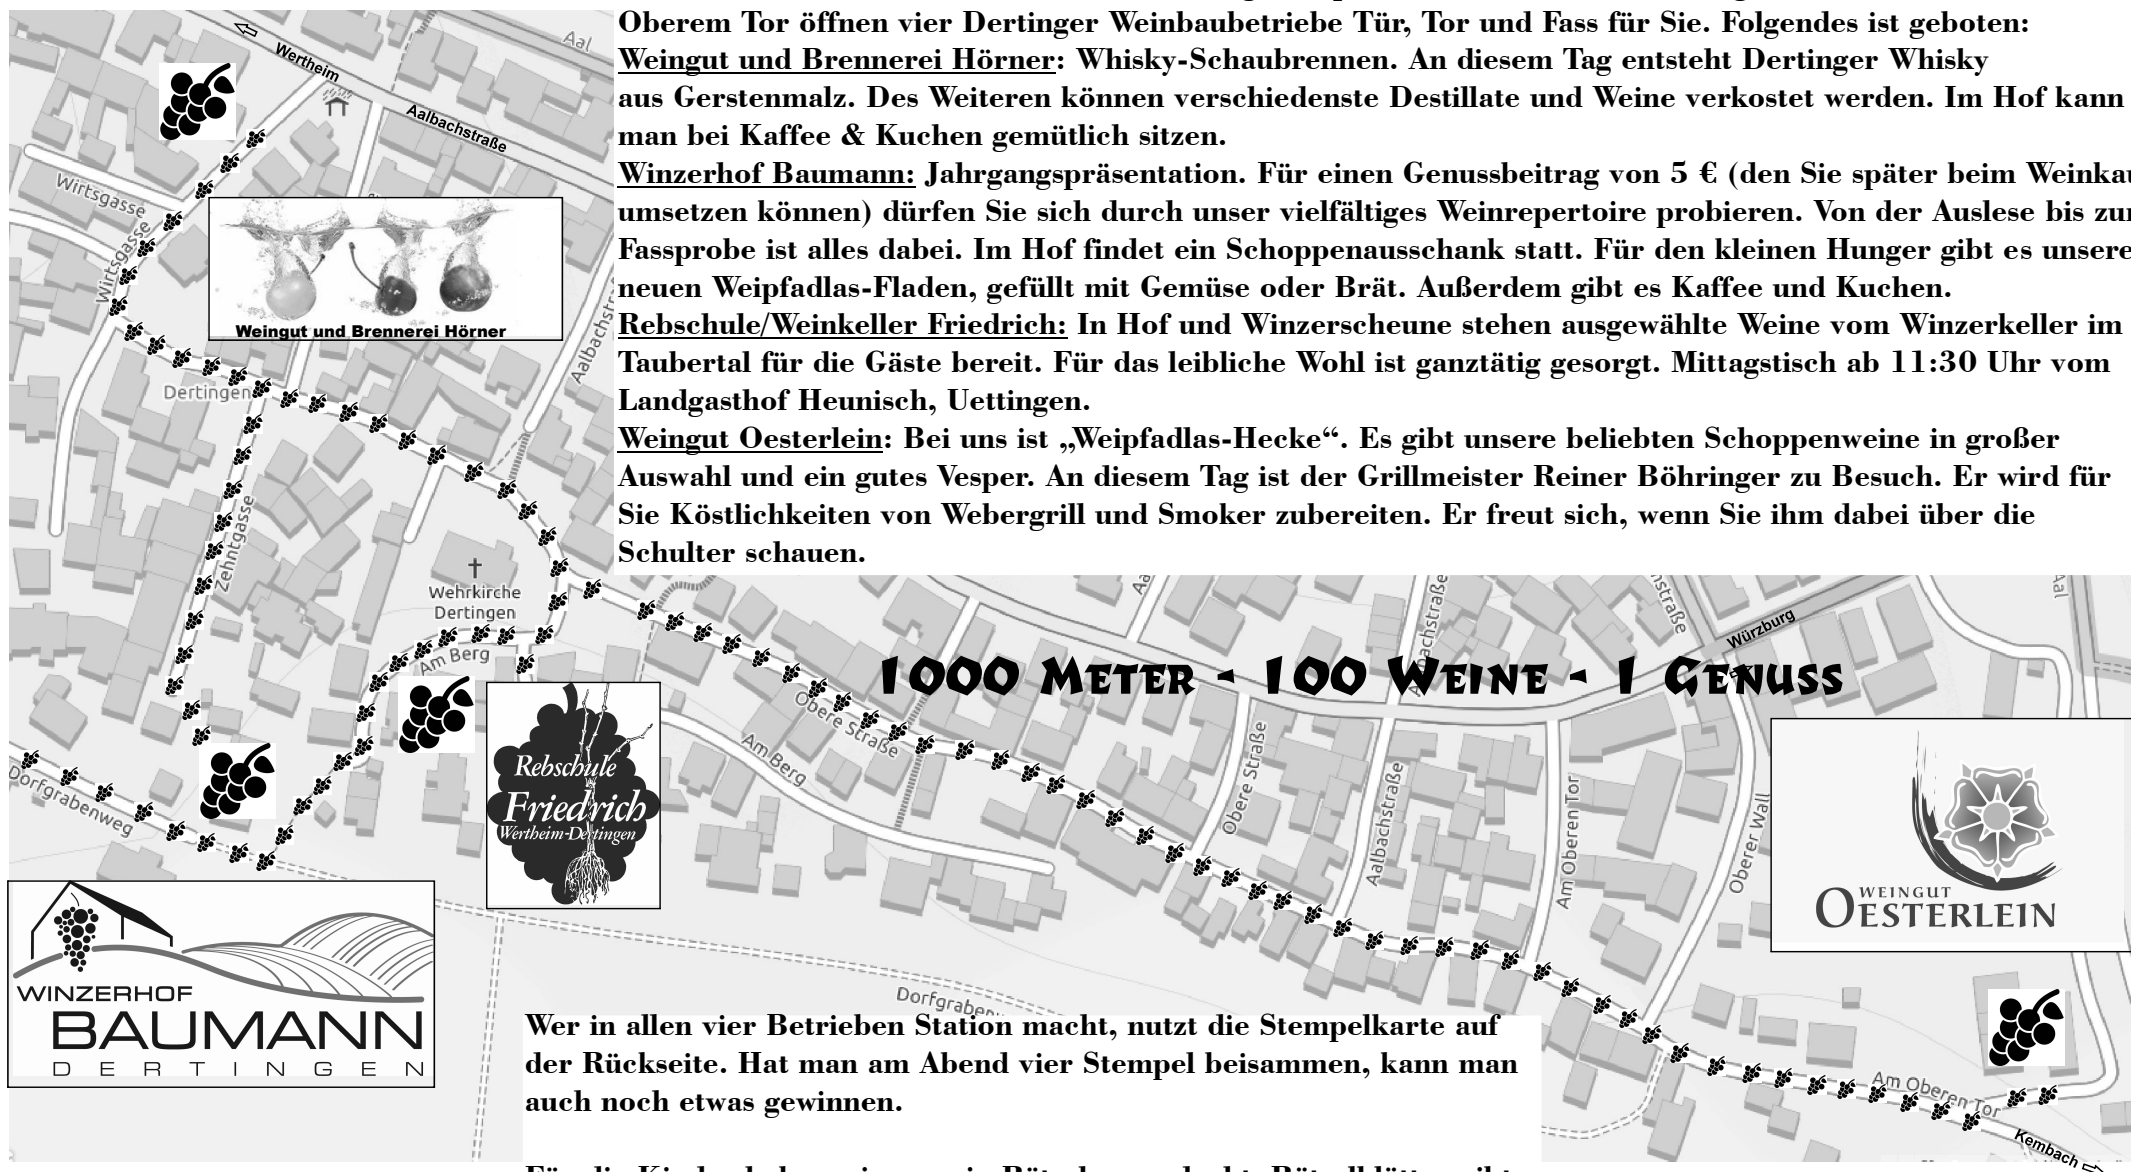 Oberem Tor öffnen vier Dertinger Weinbaubetriebe Tür, Tor und Fass für Sie. Folgendes ist geboten:
Weingut und Brennerei Hörner: Whisky-Schaubrennen. An diesem Tag entsteht Dertinger Whisky
aus Gerstenmalz. Des Weiteren können verschiedenste Destillate und Weine verkostet werden. Im Hof kann
man bei Kaffee & Kuchen gemütlich sitzen.
Winzerhof Baumann: Jahrgangspräsentation. Für einen Genussbeitrag von 5 € (den Sie später beim Weinkau
umsetzen können) dürfen Sie sich durch unser vielfältiges Weinrepertoire probieren. Von der Auslese bis zur
Fassprobe ist alles dabei. Im Hof findet ein Schoppenausschank statt. Für den kleinen Hunger gibt es unsere
neuen Weipfadlas-Fladen, gefüllt mit Gemüse oder Brät. Außerdem gibt es Kaffee und Kuchen.
Rebschule/Weinkeller Friedrich: In Hof und Winzerscheune stehen ausgewählte Weine vom Winzerkeller im
Taubertal für die Gäste bereit. Für das leibliche Wohl ist ganztätig gesorgt. Mittagstisch ab 11:30 Uhr vom
Landgasthof Heunisch, Uettingen.
Weingut Oesterlein: Bei uns ist „Weipfadlas-Hecke“. Es gibt unsere beliebten Schoppenweine in großer
Auswahl und ein gutes Vesper. An diesem Tag ist der Grillmeister Reiner Böhringer zu Besuch. Er wird für
Sie Köstlichkeiten von Webergrill und Smoker zubereiten. Er freut sich, wenn Sie ihm dabei über die
Schulter schauen.
Aal
Wertheim
Aalbachstraße
Wirtsgasse
Wirtsgasse
Weingut und Brennerei Hörner
Aalbachstra
Dertingen
Zehntgasse
Wehrkirche
Dertingen
Am Berg
Aa
Aalbachstraße
straße
Würzburg
Aal
1000 Meter - 100 Weine - 1 Genuss
Obere Straße
Am Berg
Obere Straße
Aalbachstraße
Am Oberen Tor
Oberer Wall
Dorfgrabenweg
Rebschule
Friedrich
Wertheim-Dertingen
WEINGUT
OESTERLEIN
WINZERHOF
BAUMANN
DERTINGEN
Dorfgraben
Am Oberen Tor
Kembach
Wer in allen vier Betrieben Station macht, nutzt die Stempelkarte auf
der Rückseite. Hat man am Abend vier Stempel beisammen, kann man
auch noch etwas gewinnen.